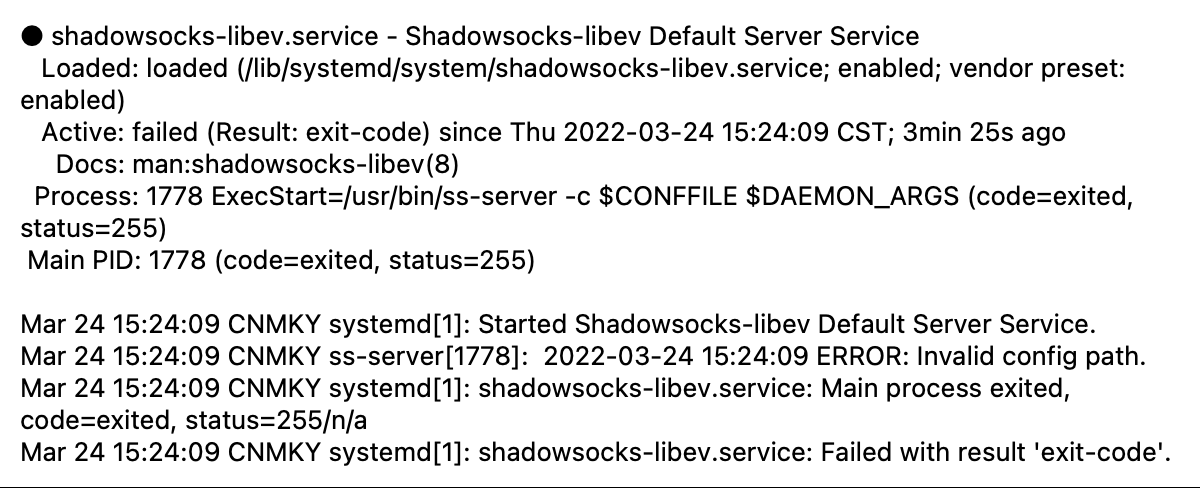 ● shadowsocks-libev.service - Shadowsocks-libev Default Server Service
Loaded: loaded (/lib/systemd/system/shadowsocks-libev.service; enabled; vendor preset:
enabled)
Active: failed (Result: exit-code) since Thu 2022-03-24 15:24:09 CST; 3min 25s ago
Docs: man:shadowsocks-libev(8)
Process: 1778 ExecStart=/usr/bin/ss-server -c $CONFFILE $DAEMON_ARGS (code=exited,
status=255)
Main PID: 1778 (code=exited, status=255)
Mar 24 15:24:09 CNMKY systemd[1]: Started Shadowsocks-libev Default Server Service.
Mar 24 15:24:09 CNMKY ss-server[1778]:  2022-03-24 15:24:09 ERROR: Invalid config path.
Mar 24 15:24:09 CNMKY systemd[1]: shadowsocks-libev.service: Main process exited,
code=exited, status=255/n/a
Mar 24 15:24:09 CNMKY systemd[1]: shadowsocks-libev.service: Failed with result 'exit-code'.